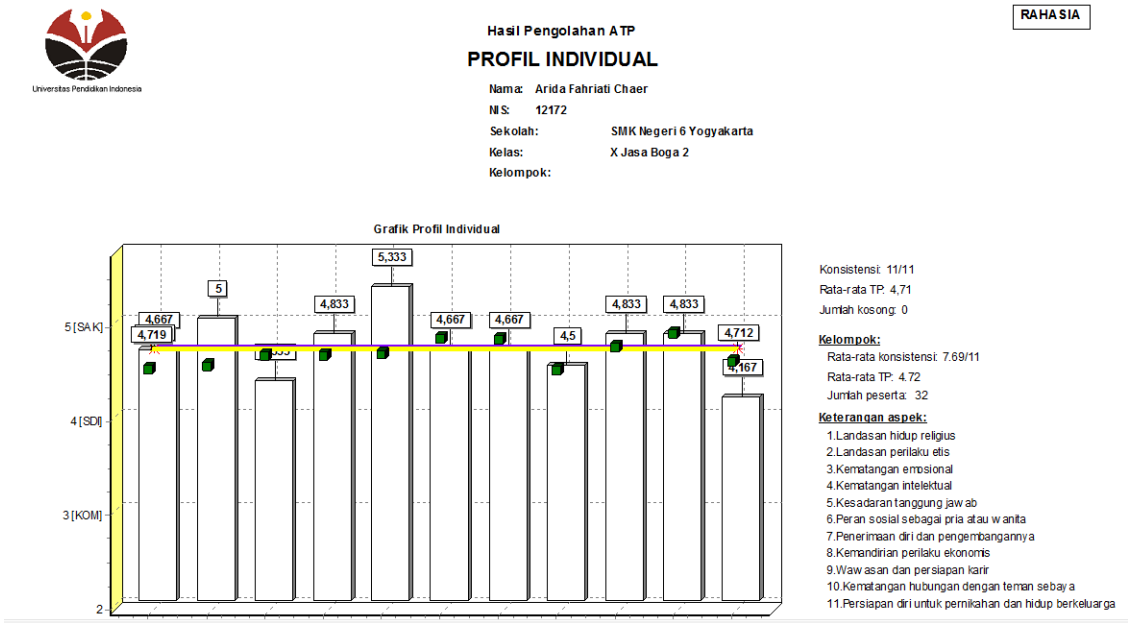 RAHASIA
Universitas Pendidikan Indonesia
Hasil Pengolahan ATP
PROFIL INDIVIDUAL
Nama: Arida Fahriati Chaer
NIS: 12172
Sekolah: SMK Negeri 6 Yogyakarta
Kelas: X Jasa Boga 2
Kelompok:
Grafik Profil Individual
5,333
5
4,833
4,833
4,833
4,667
4,667
4,667
4,719
4,5
4,712
4,167
5 [SAK]
4 [SDI]
3 [KOM]
2
Konsistensi: 11/11
Rata-rata TP: 4,71
Jumlah kosong: 0
Kelompok:
Rata-rata konsistensi: 7.69/11
Rata-rata TP: 4.72
Jumlah peserta: 32
Keterangan aspek:
1.Landasan hidup religius
2.Landasan perilaku etis
3.Kematangan emosional
4.Kematangan intelektual
5.Kesadaran tanggung jawab
6.Peran sosial sebagai pria atau wanita
7.Penerimaan diri dan pengembangannya
8.Kemandirian perilaku ekonomis
9.Wawasan dan persiapan karir
10.Kematangan hubungan dengan teman sebaya
11.Persiapan diri untuk pernikahan dan hidup berkeluarga